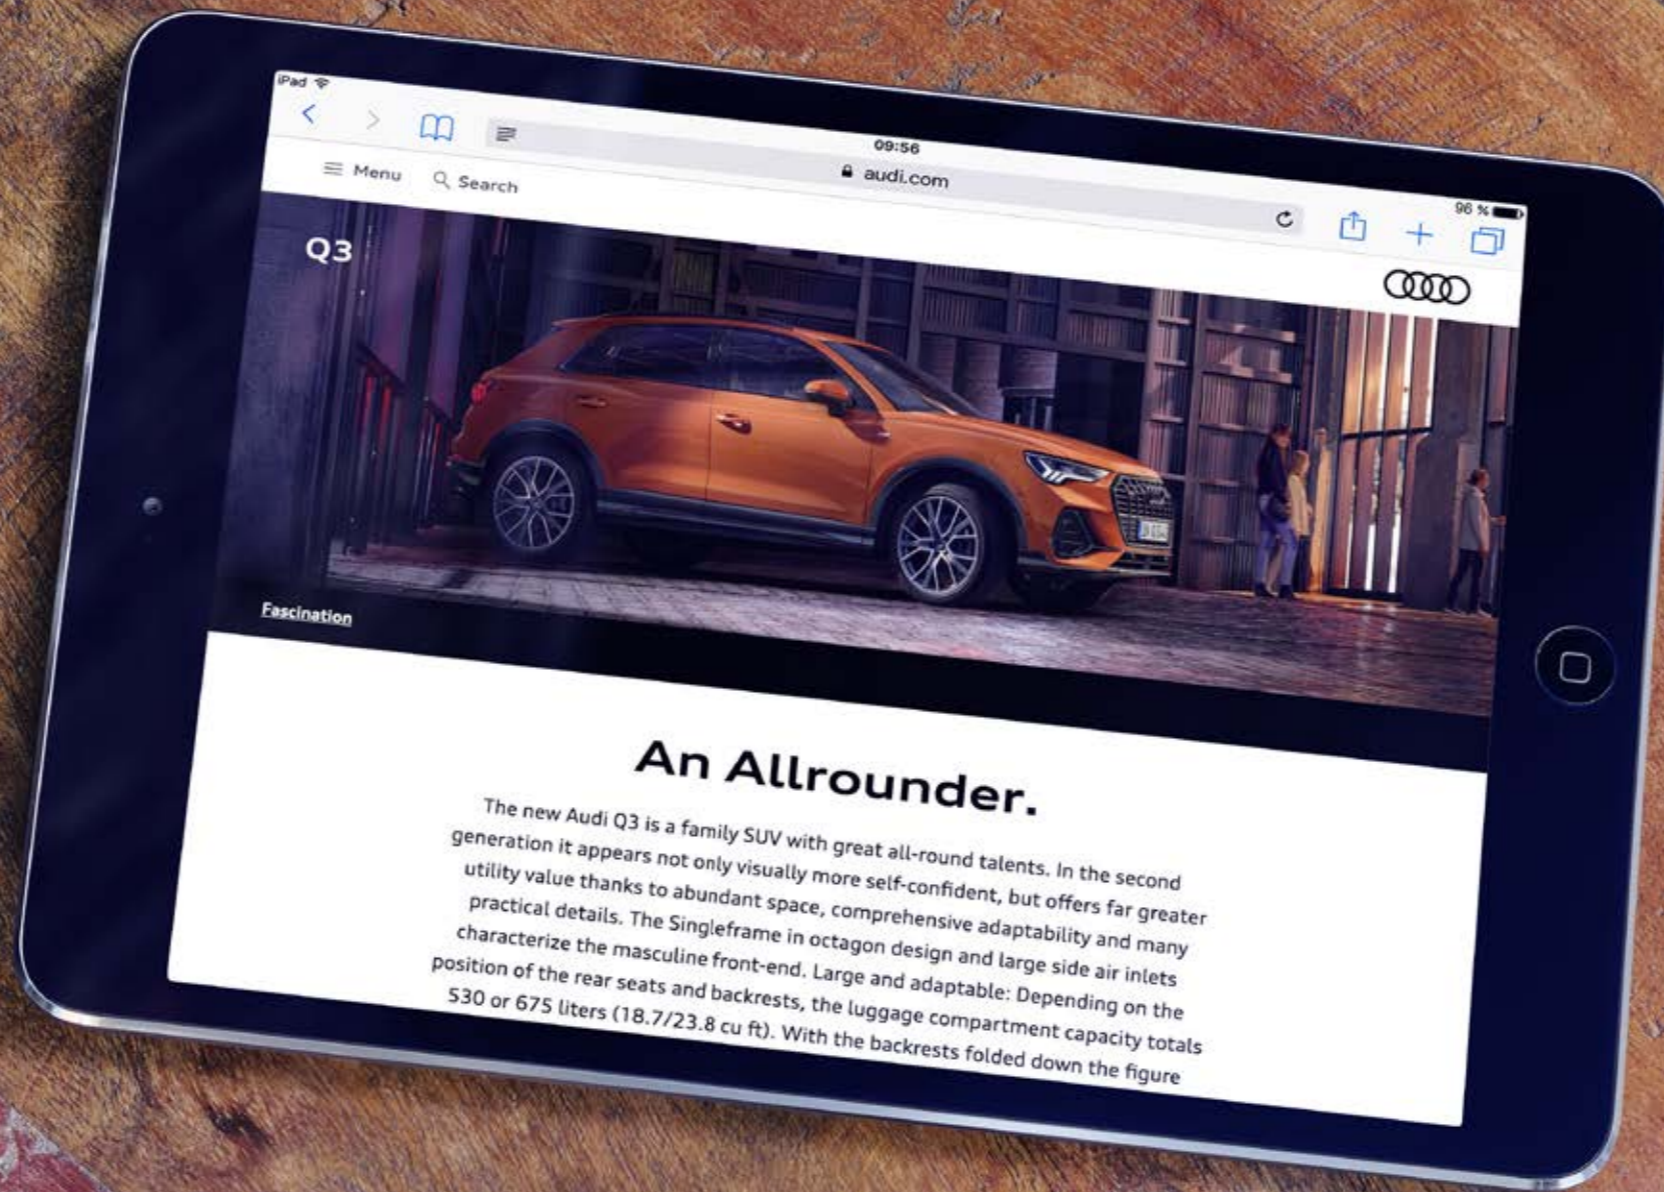 iPad
09:56
96 %
audi.com
Menu
Search
Q3
Fascination
An Allrounder.
The new Audi Q3 is a family SUV with great all-round talents. In the second
generation it appears not only visually more self-confident, but offers far greater
utility value thanks to abundant space, comprehensive adaptability and many
practical details. The Singleframe in octagon design and large side air inlets
characterize the masculine front-end. Large and adaptable: Depending on the
position of the rear seats and backrests, the luggage compartment capacity totals
530 or 675 liters (18.7/23.8 cu ft). With the backrests folded down the figure